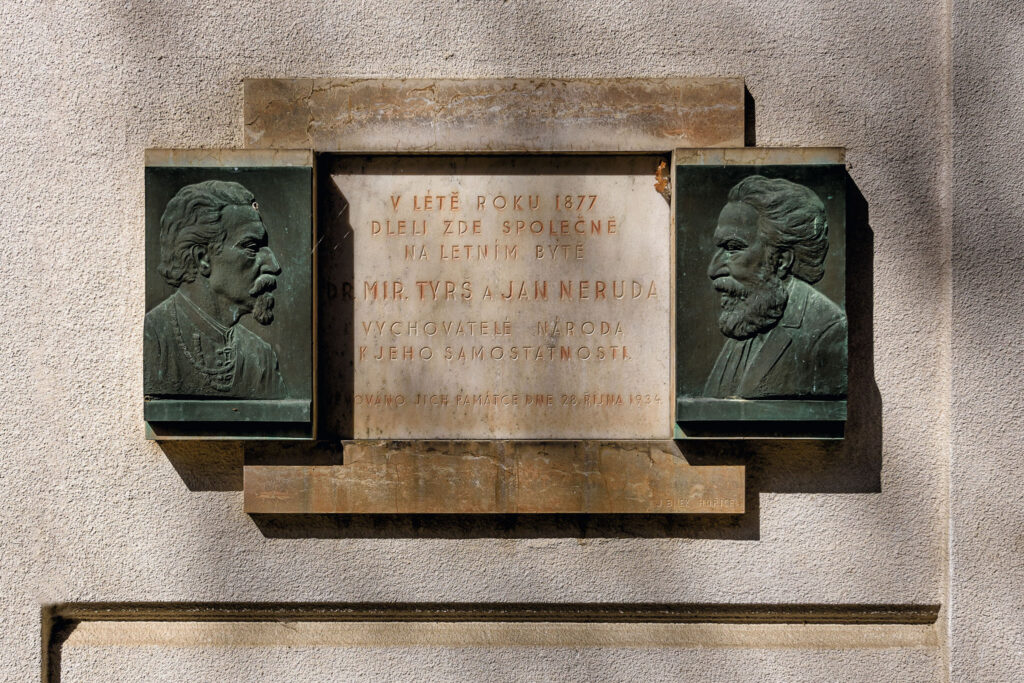 V LÉTĚ ROKU 1877
DLELI ZDE SPOLEČNĚ
NA LETNÍM BYTĚ
DR. MIR. TYRŠ A JAN NERUDA
VYCHOVATELÉ NÁRODA
K JEHO SAMOSTATNOSTI.
VĚNOVÁNO JICH PAMÁTCE DNE 28. ŘÍJNA 1934.
HOŘICE